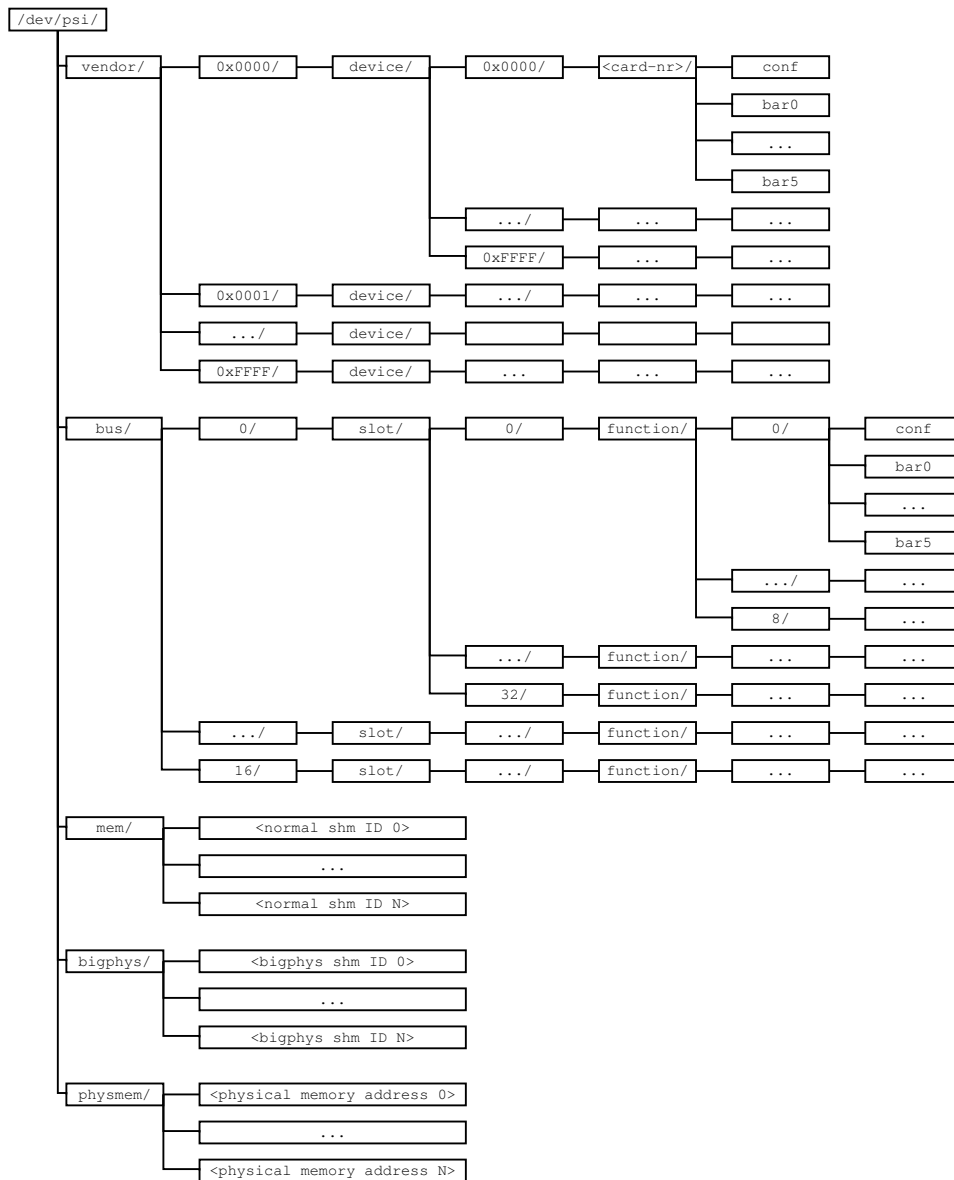 /dev/psi/
vendor/ 0x0000/ device/ 0x0000/ <card-nr>/ conf
bar0
...
bar5
.../ ... ...
0xFFFF/ ... ...
0x0001/ device/ .../ ... ...
.../ device/
0xFFFF/ device/ ... ... ...
bus/ 0/ slot/ 0/ function/ 0/ conf
bar0
...
bar5
.../ ...
8/ ...
.../ function/ ... ...
32/ function/ ... ...
.../ slot/ .../ function/ ... ...
16/ slot/ .../ function/ ... ...
mem/ <normal shm ID 0>
...
<normal shm ID N>
bigphys/ <bigphys shm ID 0>
...
<bigphys shm ID N>
physmem/ <physical memory address 0>
...
<physical memory address N>